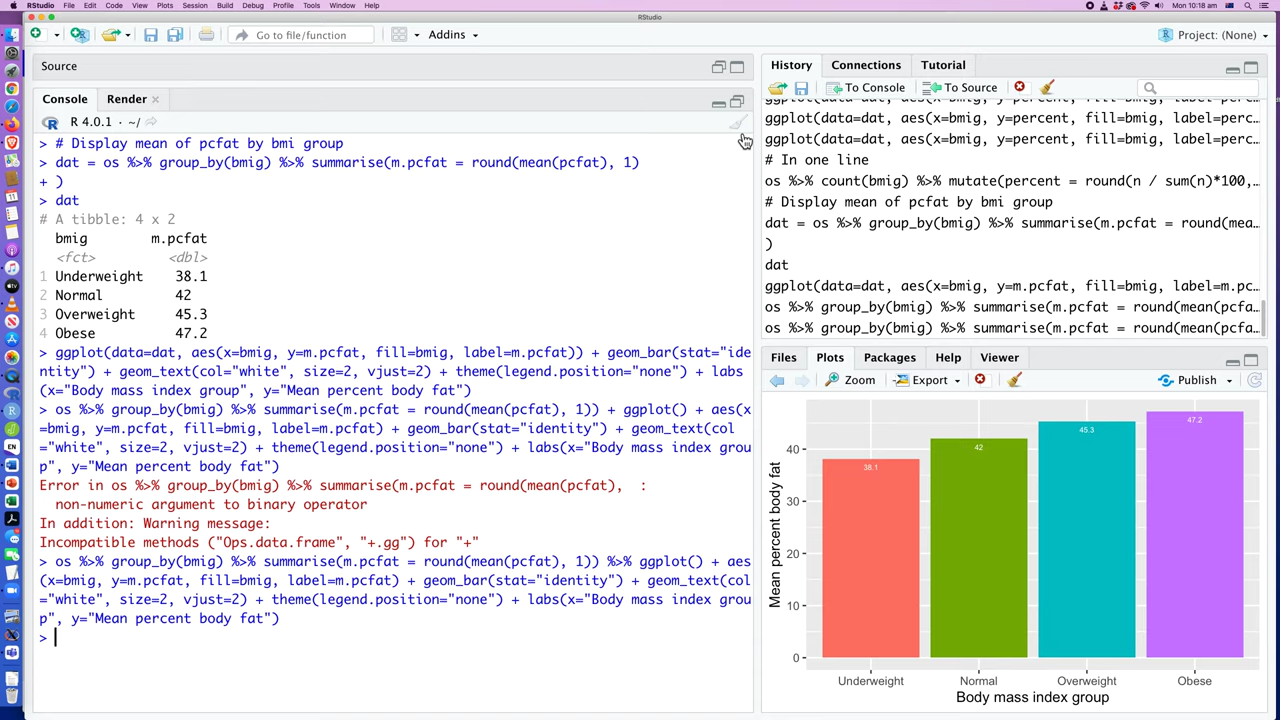 RStudio File Edit Code View Plots Session Build Debug Profile Tools Window Help Mon 10:18 am
RStudio
Go to file/function Addins Project: (None)
Source
Console Render
R 4.0.1 · ~/
> # Display mean of pcfat by bmi group
> dat = os %>% group_by(bmig) %>% summarise(m.pcfat = round(mean(pcfat), 1)
+ )
> dat
# A tibble: 4 x 2
bmig m.pcfat
<fct> <dbl>
1 Underweight 38.1
2 Normal 42
3 Overweight 45.3
4 Obese 47.2
> ggplot(data=dat, aes(x=bmig, y=m.pcfat, fill=bmig, label=m.pcfat)) + geom_bar(stat="ide
ntity") + geom_text(col="white", size=2, vjust=2) + theme(legend.position="none") + labs
(x="Body mass index group", y="Mean percent body fat")
> os %>% group_by(bmig) %>% summarise(m.pcfat = round(mean(pcfat), 1)) + ggplot() + aes(x
=bmig, y=m.pcfat, fill=bmig, label=m.pcfat) + geom_bar(stat="identity") + geom_text(col
="white", size=2, vjust=2) + theme(legend.position="none") + labs(x="Body mass index grou
p", y="Mean percent body fat")
Error in os %>% group_by(bmig) %>% summarise(m.pcfat = round(mean(pcfat),  :
non-numeric argument to binary operator
In addition: Warning message:
Incompatible methods ("Ops.data.frame", "+.gg") for "+"
> os %>% group_by(bmig) %>% summarise(m.pcfat = round(mean(pcfat), 1)) %>% ggplot() + aes
(x=bmig, y=m.pcfat, fill=bmig, label=m.pcfat) + geom_bar(stat="identity") + geom_text(col
="white", size=2, vjust=2) + theme(legend.position="none") + labs(x="Body mass index grou
p", y="Mean percent body fat")
>
History Connections Tutorial
To Console To Source
ggplot(data=dat, aes(x=bmig, y=percent, fill=bmig, label=perc…
ggplot(data=dat, aes(x=bmig, y=percent, fill=bmig, label=perc…
# In one line
os %>% count(bmig) %>% mutate(percent = round(n / sum(n)*100,…
# Display mean of pcfat by bmi group
dat = os %>% group_by(bmig) %>% summarise(m.pcfat = round(mea…
)
dat
ggplot(data=dat, aes(x=bmig, y=m.pcfat, fill=bmig, label=m.pc…
os %>% group_by(bmig) %>% summarise(m.pcfat = round(mean(pcfa…
os %>% group_by(bmig) %>% summarise(m.pcfat = round(mean(pcfa…
Files Plots Packages Help Viewer
Zoom Export Publish
47.2
45.3
42
38.1
40
30
20
10
0
Mean percent body fat
Underweight Normal Overweight Obese
Body mass index group
EN